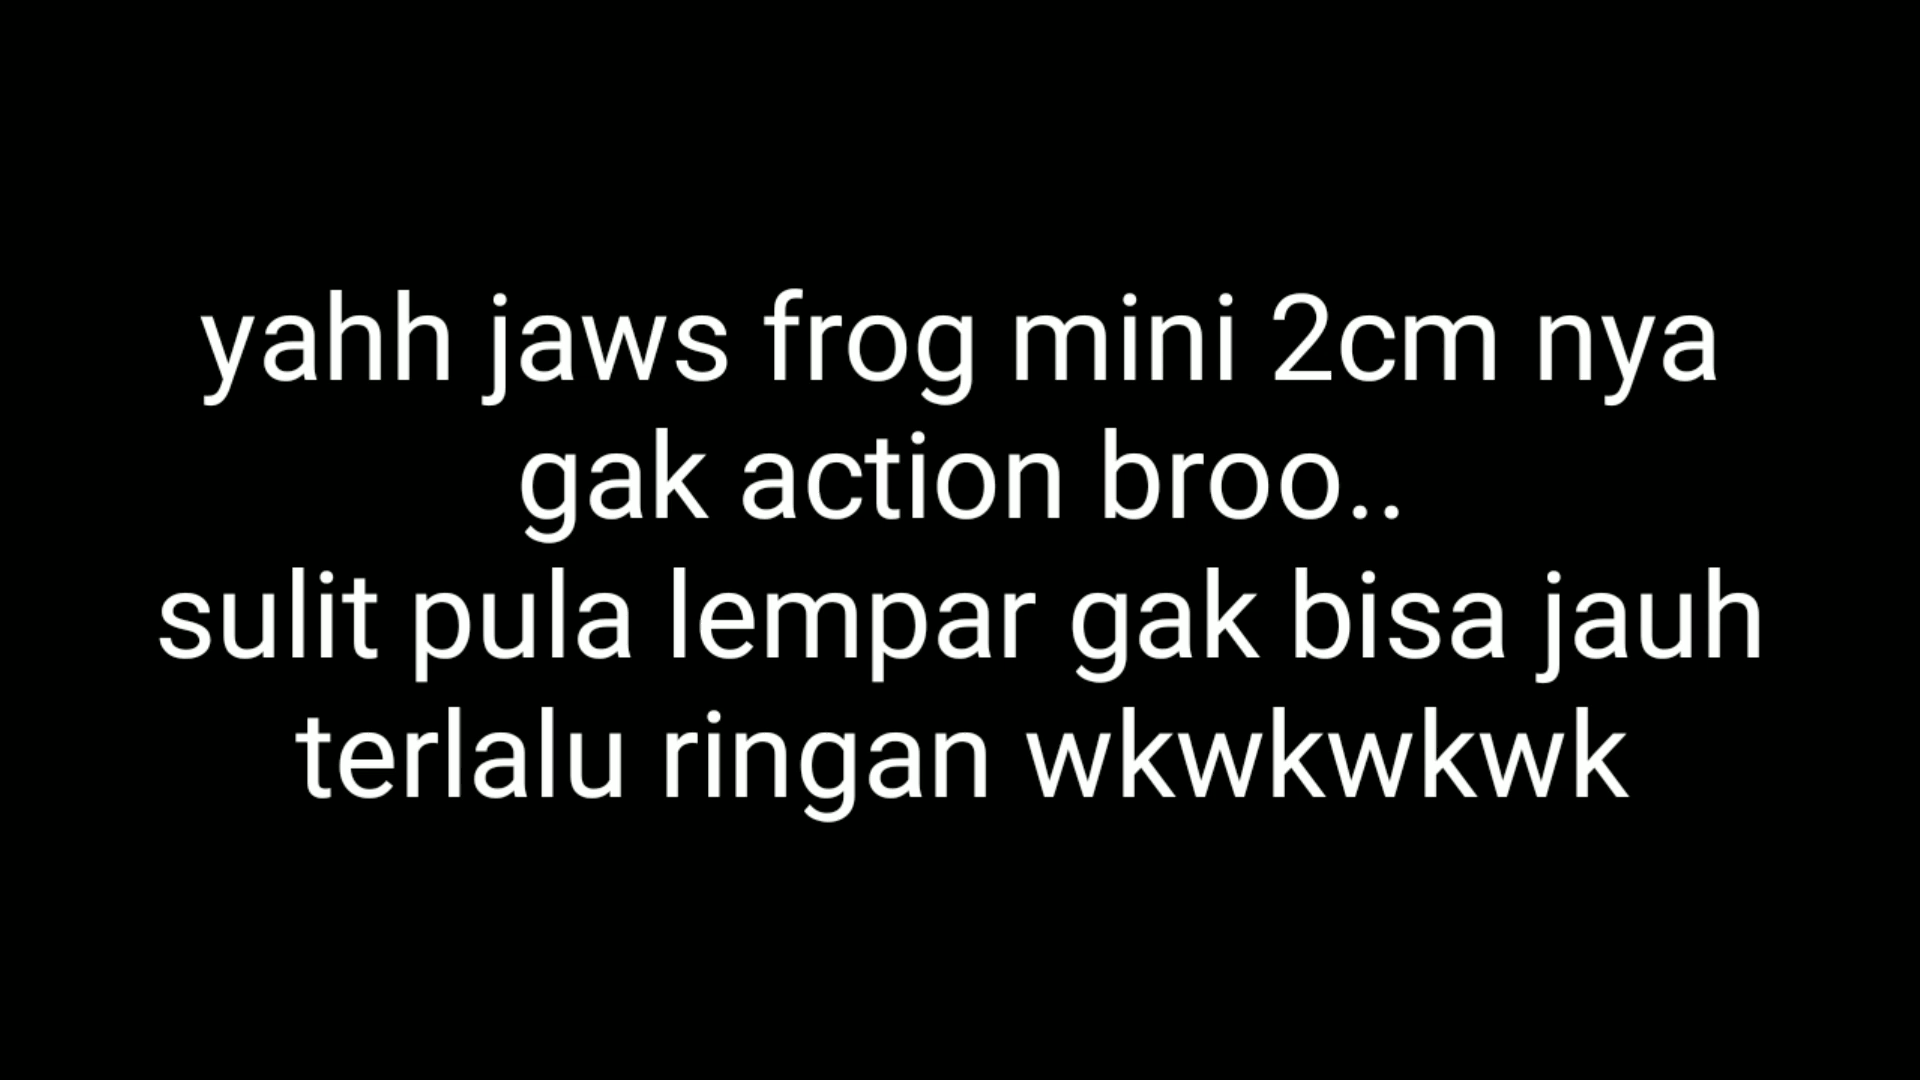 yahh jaws frog mini 2cm nya
gak action broo..
sulit pula lempar gak bisa jauh
terlalu ringan wkwkwkwk